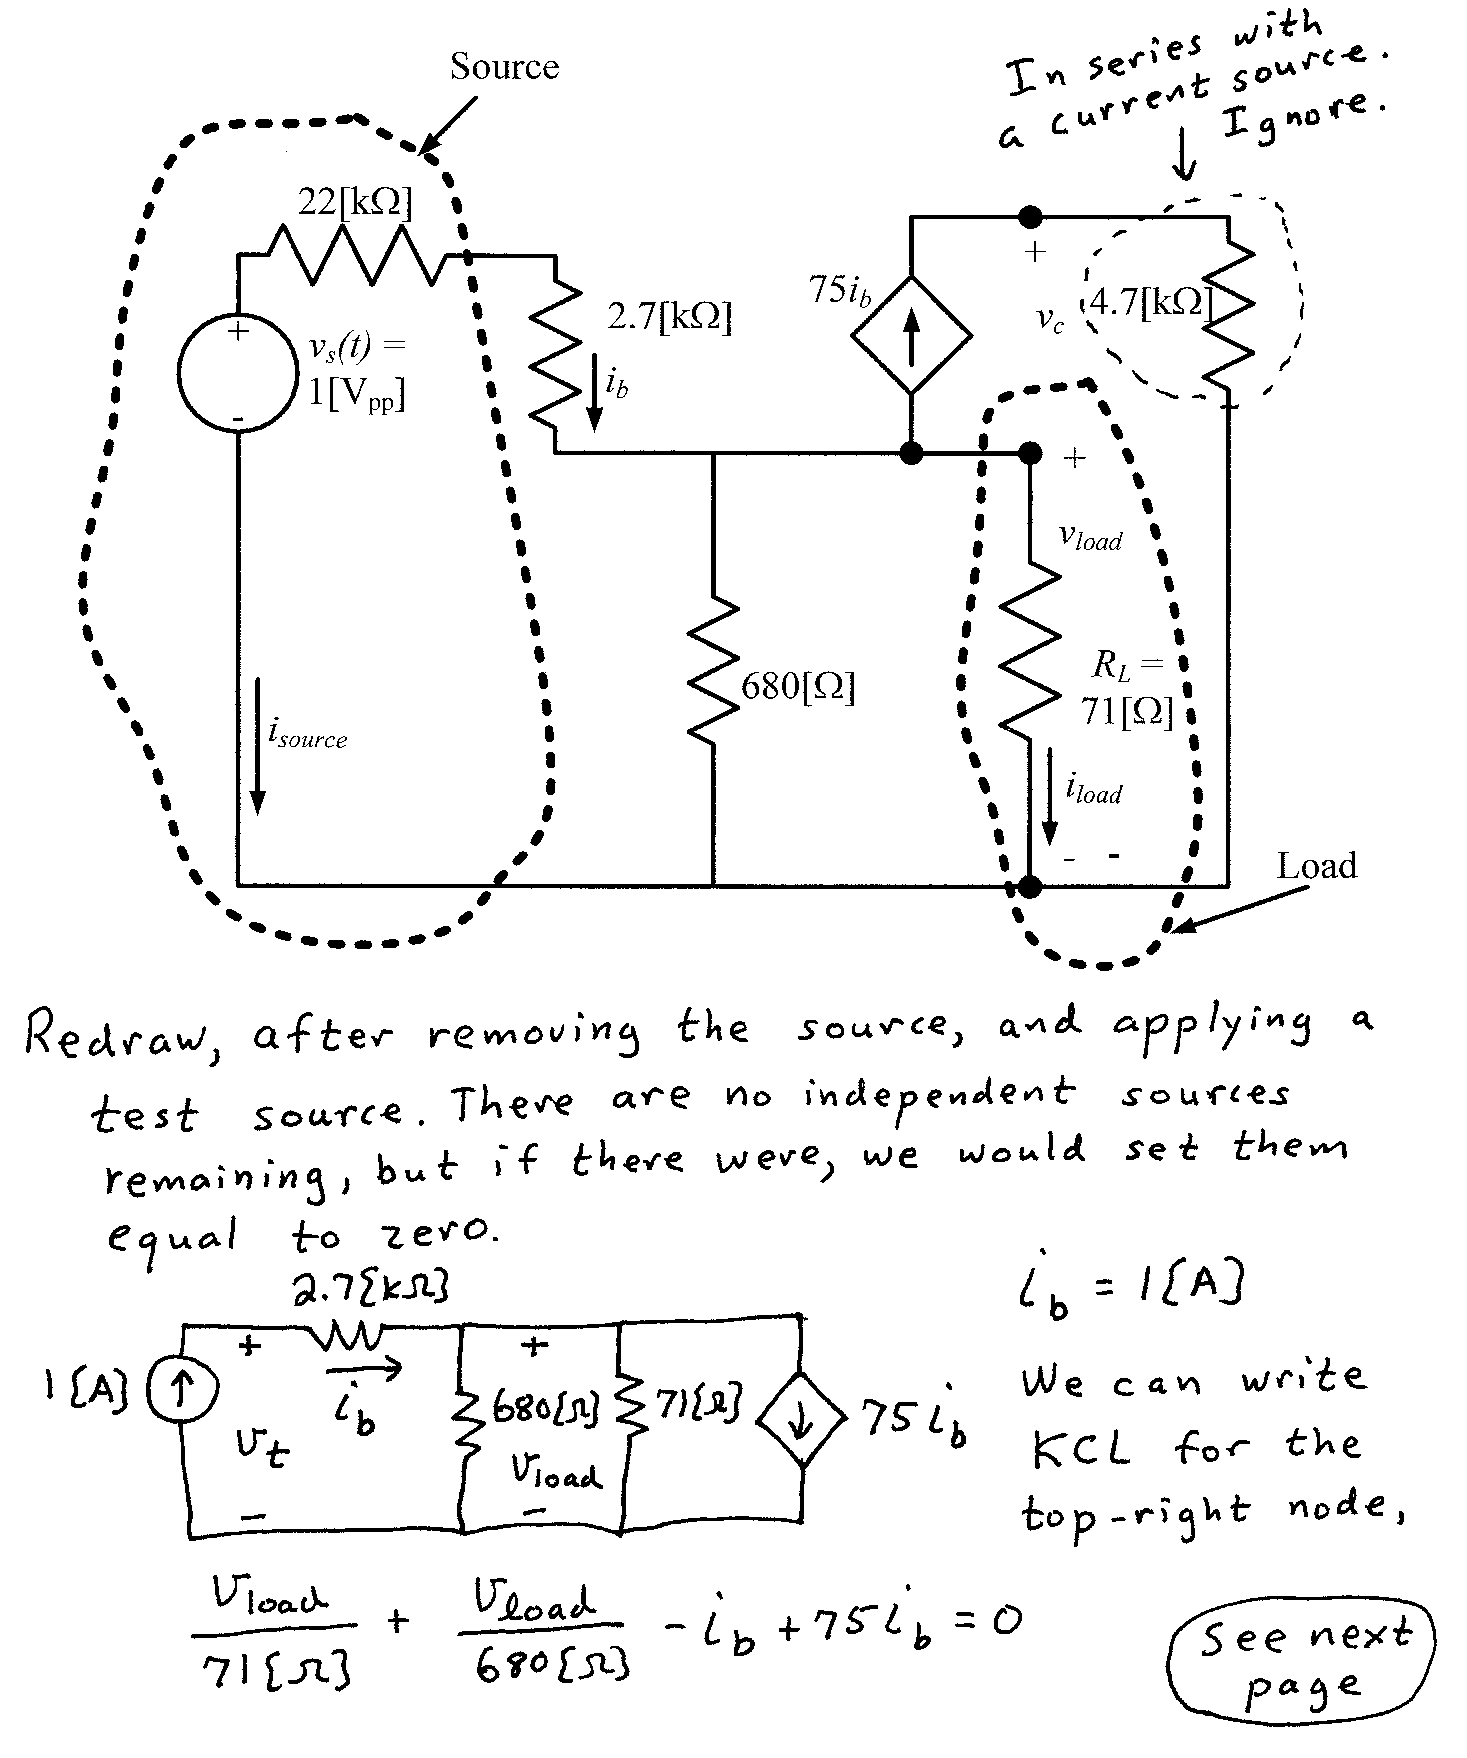 Source
In series with
a current source.
Ignore.
22[kΩ]
2.7[kΩ]
75i_b
+
v_c
4.7[kΩ]
+
v_s(t) =
1[V_pp]
-
i_b
+
v_load
R_L =
71[Ω]
680[Ω]
i_source
i_load
- -
Load
Redraw, after removing the source, and applying a
test source. There are no independent sources
remaining, but if there were, we would set them
equal to zero.
2.7[kΩ]
i_b = 1[A]
+
+
1[A]
i_b
680[Ω]
71[Ω]
75 i_b
v_t
v_load
-
-
We can write
KCL for the
top-right node,
v_load/71[Ω] + v_load/680[Ω] - i_b + 75 i_b = 0
See next
page